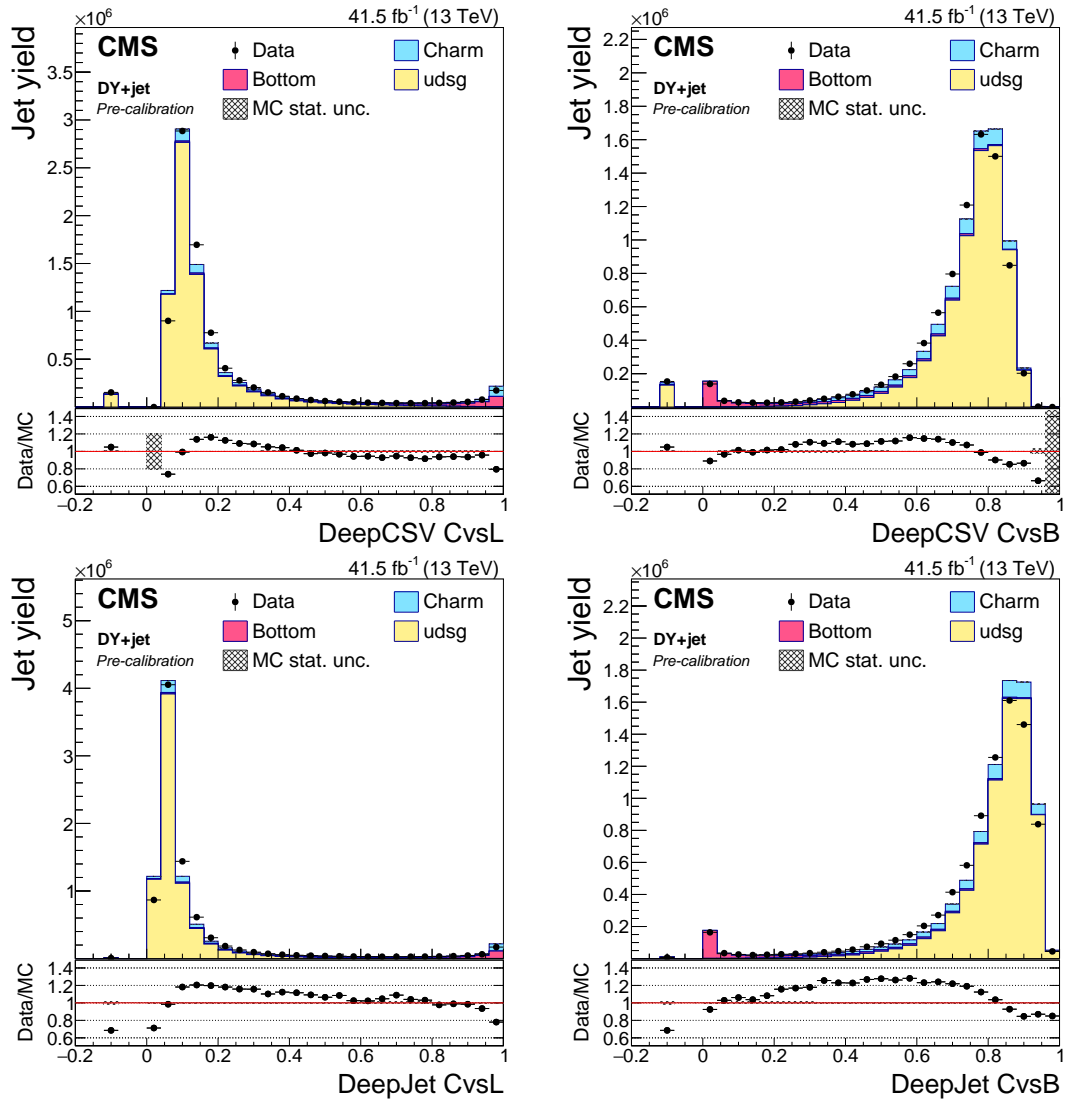 ×10⁶
41.5 fb⁻¹ (13 TeV)
Jet yield
CMS
DY+jet
Pre-calibration
Data
Charm
Bottom
udsg
MC stat. unc.
3.5
3
2.5
2
1.5
1
0.5
Data/MC
1.4
1.2
1
0.8
0.6
−0.2 0 0.2 0.4 0.6 0.8 1
DeepCSV CvsL
×10⁶
41.5 fb⁻¹ (13 TeV)
Jet yield
CMS
DY+jet
Pre-calibration
Data
Charm
Bottom
udsg
MC stat. unc.
2.2
2
1.8
1.6
1.4
1.2
1
0.8
0.6
0.4
0.2
Data/MC
1.4
1.2
1
0.8
0.6
−0.2 0 0.2 0.4 0.6 0.8 1
DeepCSV CvsB
×10⁶
41.5 fb⁻¹ (13 TeV)
Jet yield
CMS
DY+jet
Pre-calibration
Data
Charm
Bottom
udsg
MC stat. unc.
5
4
3
2
1
Data/MC
1.4
1.2
1
0.8
0.6
−0.2 0 0.2 0.4 0.6 0.8 1
DeepJet CvsL
×10⁶
41.5 fb⁻¹ (13 TeV)
Jet yield
CMS
DY+jet
Pre-calibration
Data
Charm
Bottom
udsg
MC stat. unc.
2.2
2
1.8
1.6
1.4
1.2
1
0.8
0.6
0.4
0.2
Data/MC
1.4
1.2
1
0.8
0.6
−0.2 0 0.2 0.4 0.6 0.8 1
DeepJet CvsB